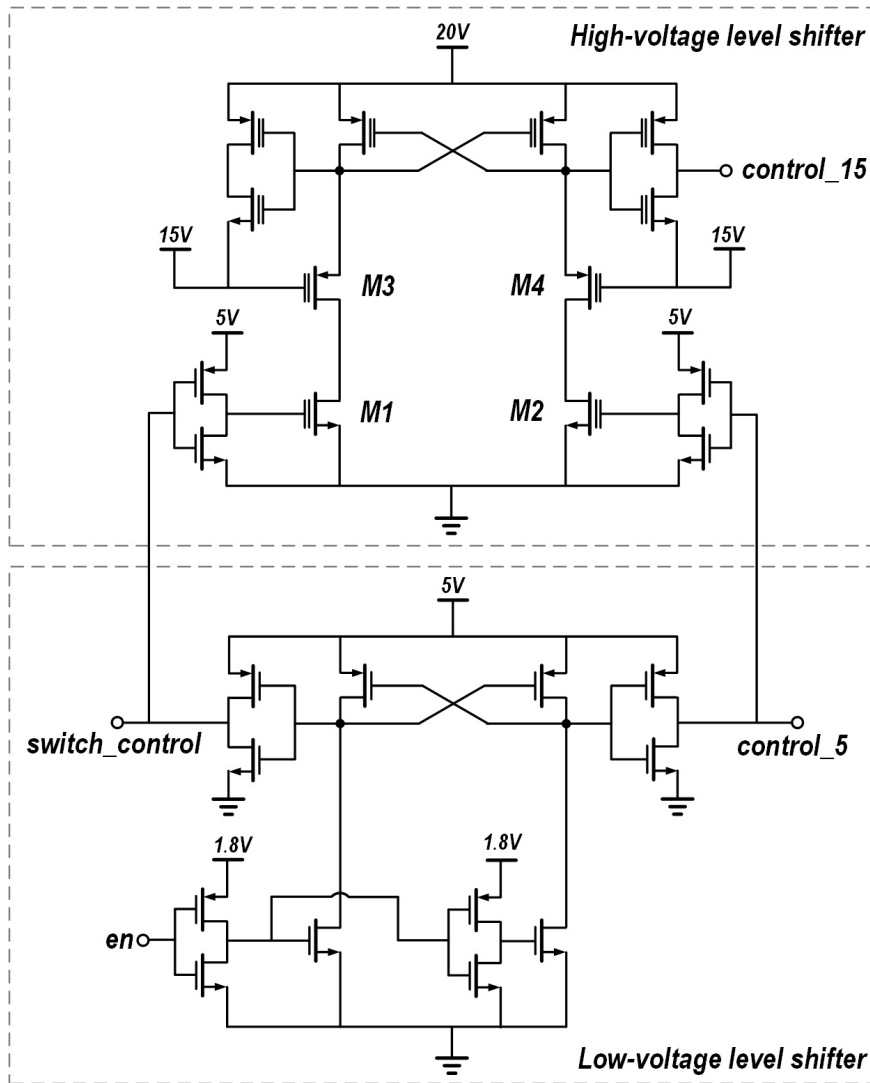 High-voltage level shifter
20V
control_15
15V
15V
M3
M4
5V
5V
M1
M2
5V
switch_control
control_5
1.8V
1.8V
en
Low-voltage level shifter